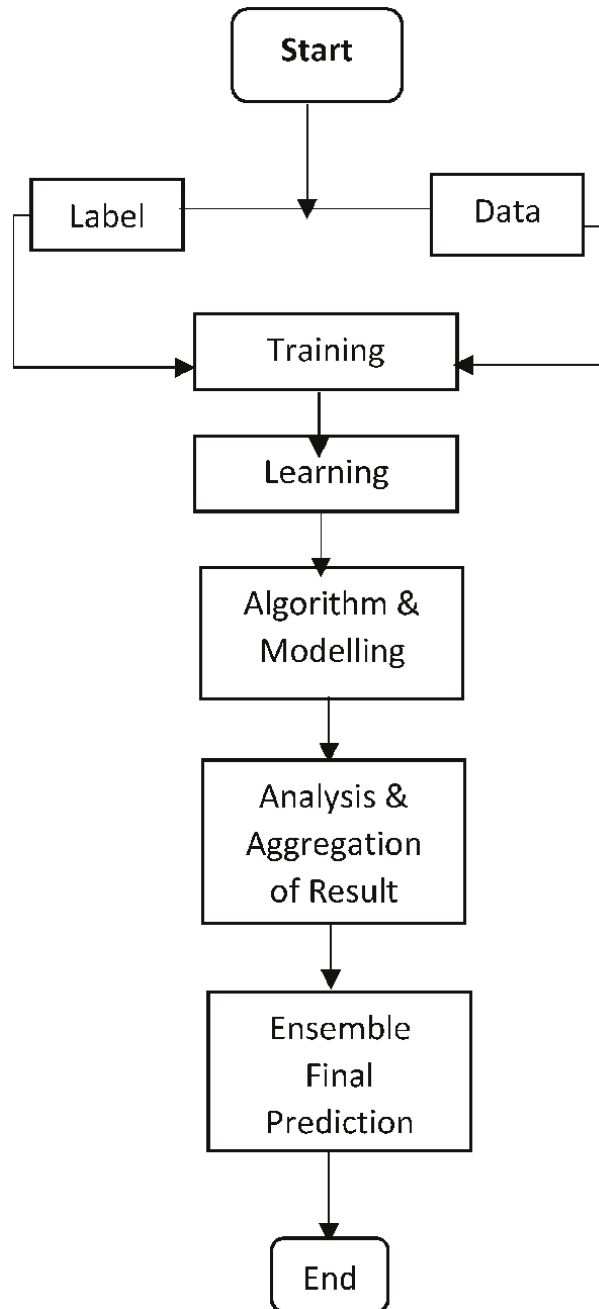 Start
Label
Data
Training
Learning
Algorithm &
Modelling
Analysis &
Aggregation
of Result
Ensemble
Final
Prediction
End